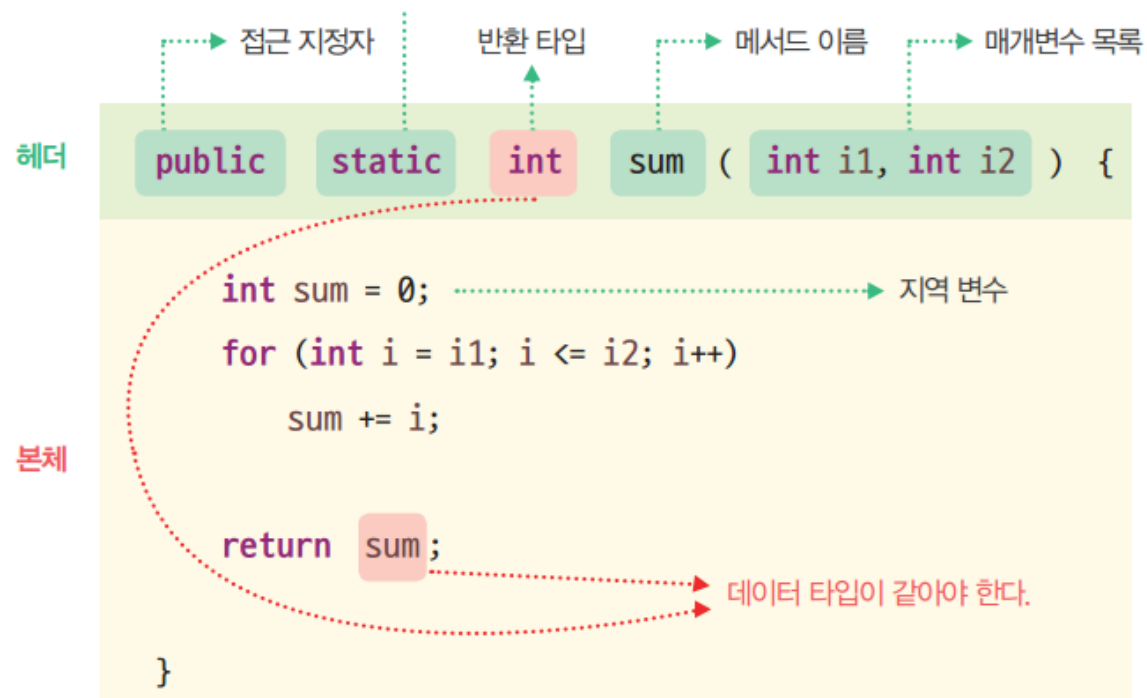 접근 지정자 반환 타입 메서드 이름 매개변수 목록
헤더 public static int sum ( int i1, int i2 ) {
int sum = 0; 지역 변수
for (int i = i1; i <= i2; i++)
sum += i;
본체
return sum;
데이터 타입이 같아야 한다.
}